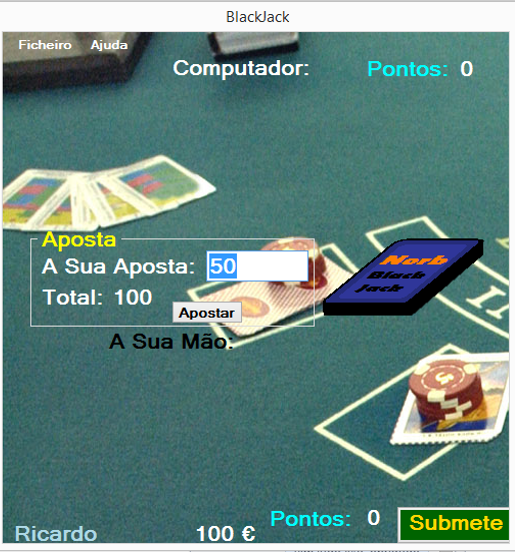 BlackJack
Ficheiro Ajuda
Computador: Pontos: 0
Aposta
A Sua Aposta: 50
Total: 100
Apostar
Norb
Black
Jack
A Sua Mão:
Pontos: 0
Submete
Ricardo 100 €